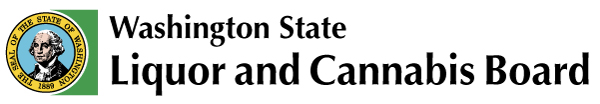 THE SEAL OF THE STATE OF WASHINGTON
1889
Washington State
Liquor and Cannabis Board